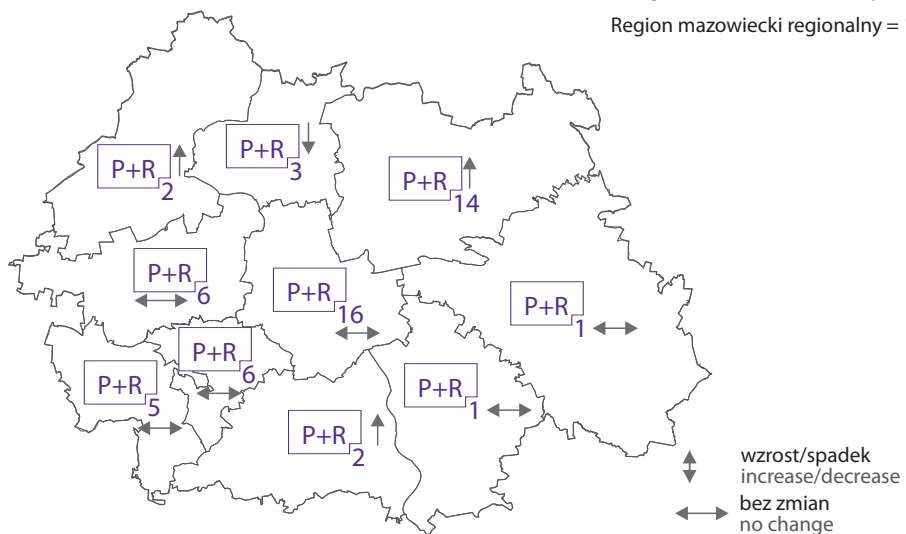 Region mazowiecki regionalny =
P+R
3
P+R
2
P+R
14
P+R
6
P+R
16
P+R
1
P+R
6
P+R
5
P+R
1
P+R
2
wzrost/spadek
increase/decrease
bez zmian
no change